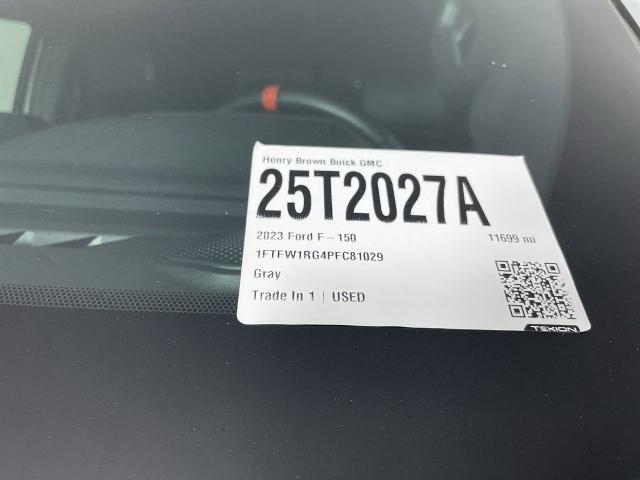 Henry Brown Buick GMC
25T2027A
2023 Ford F-150 11699 mi
1FTFW1RG4PFC81029
Gray
Trade In 1 | USED
TEKION